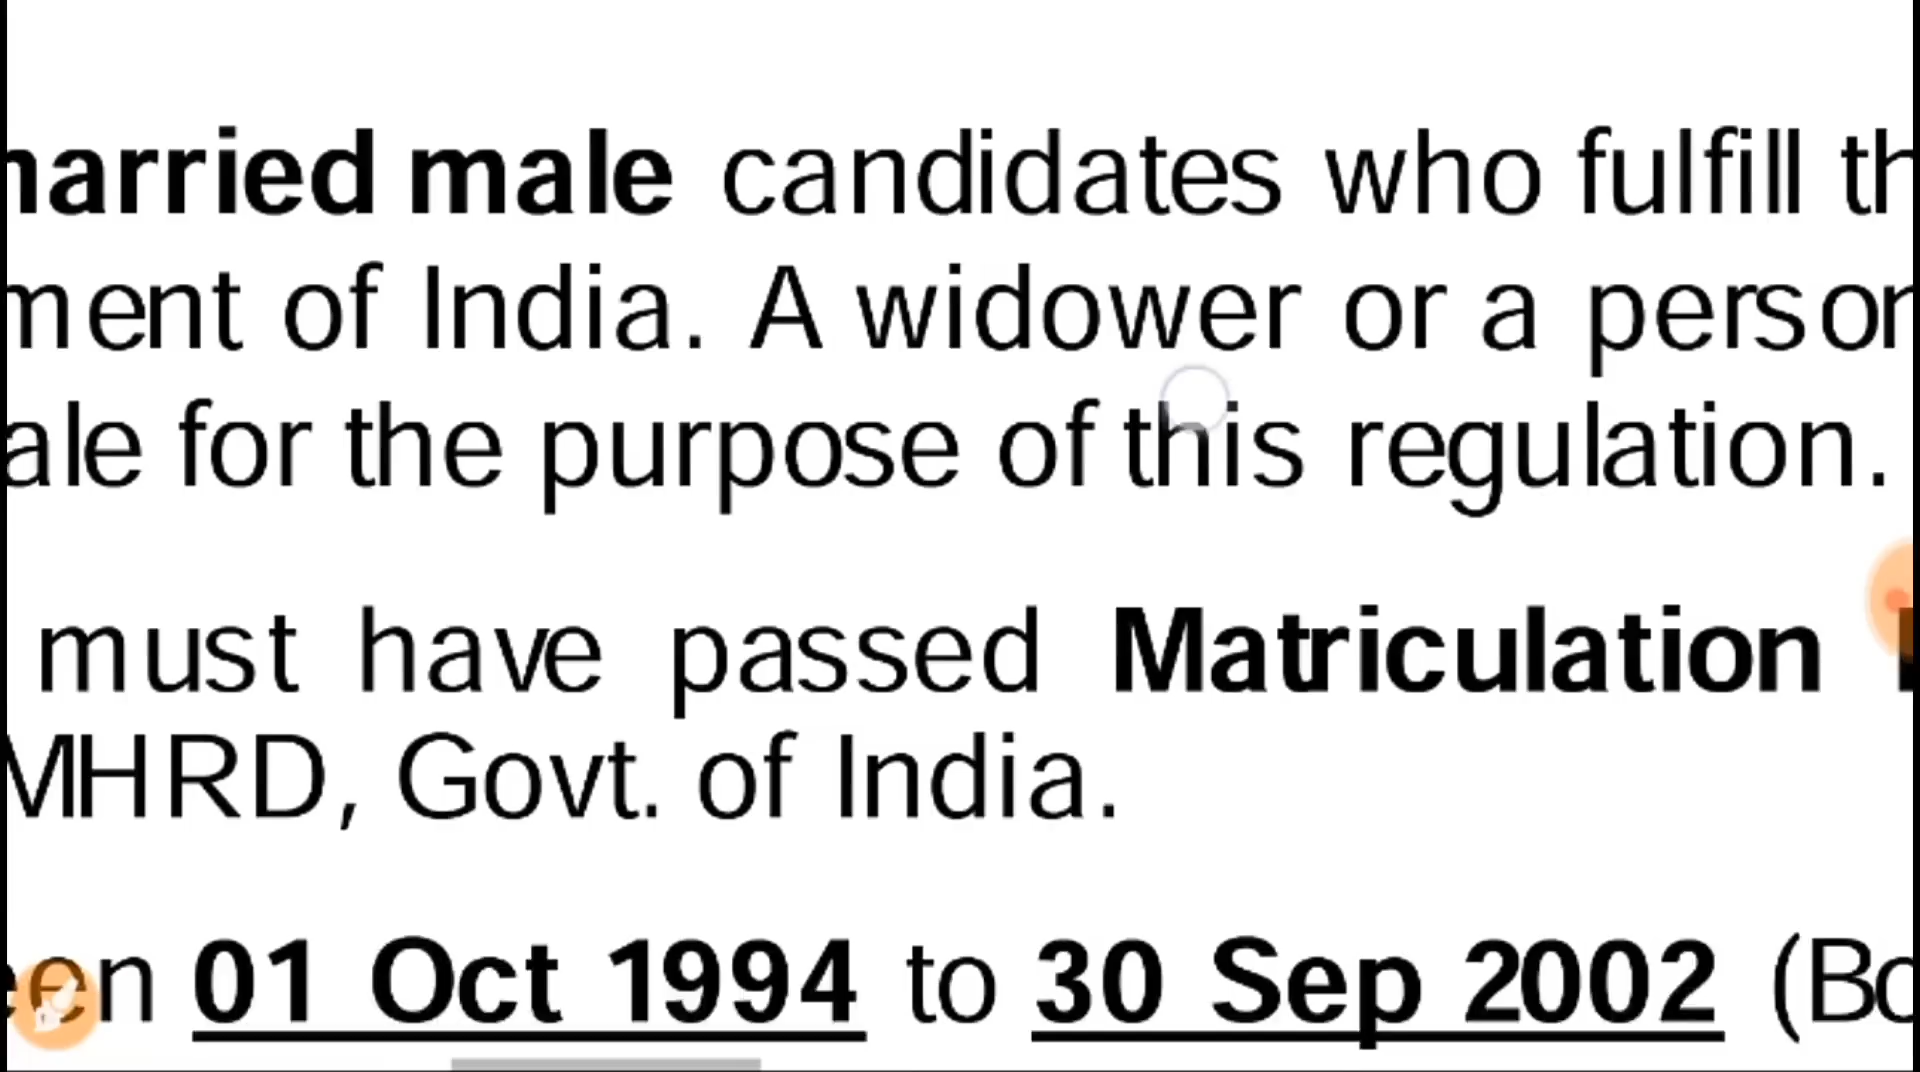 arried male candidates who fulfill th
ment of India. A widower or a person
ale for the purpose of this regulation.
must have passed Matriculation
MHRD, Govt. of India.
een 01 Oct 1994 to 30 Sep 2002 (Bo